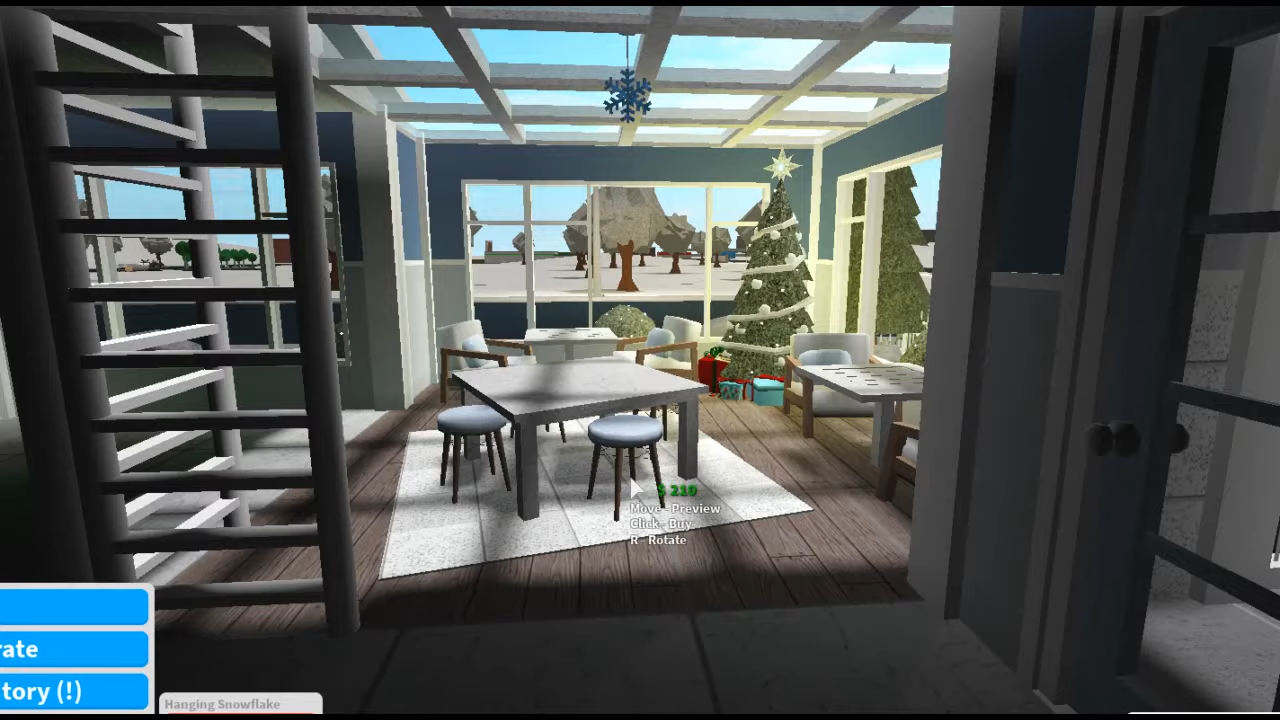 $ 210
Move - Preview
Click - Buy
R - Rotate
rate
tory (!)
Hanging Snowflake